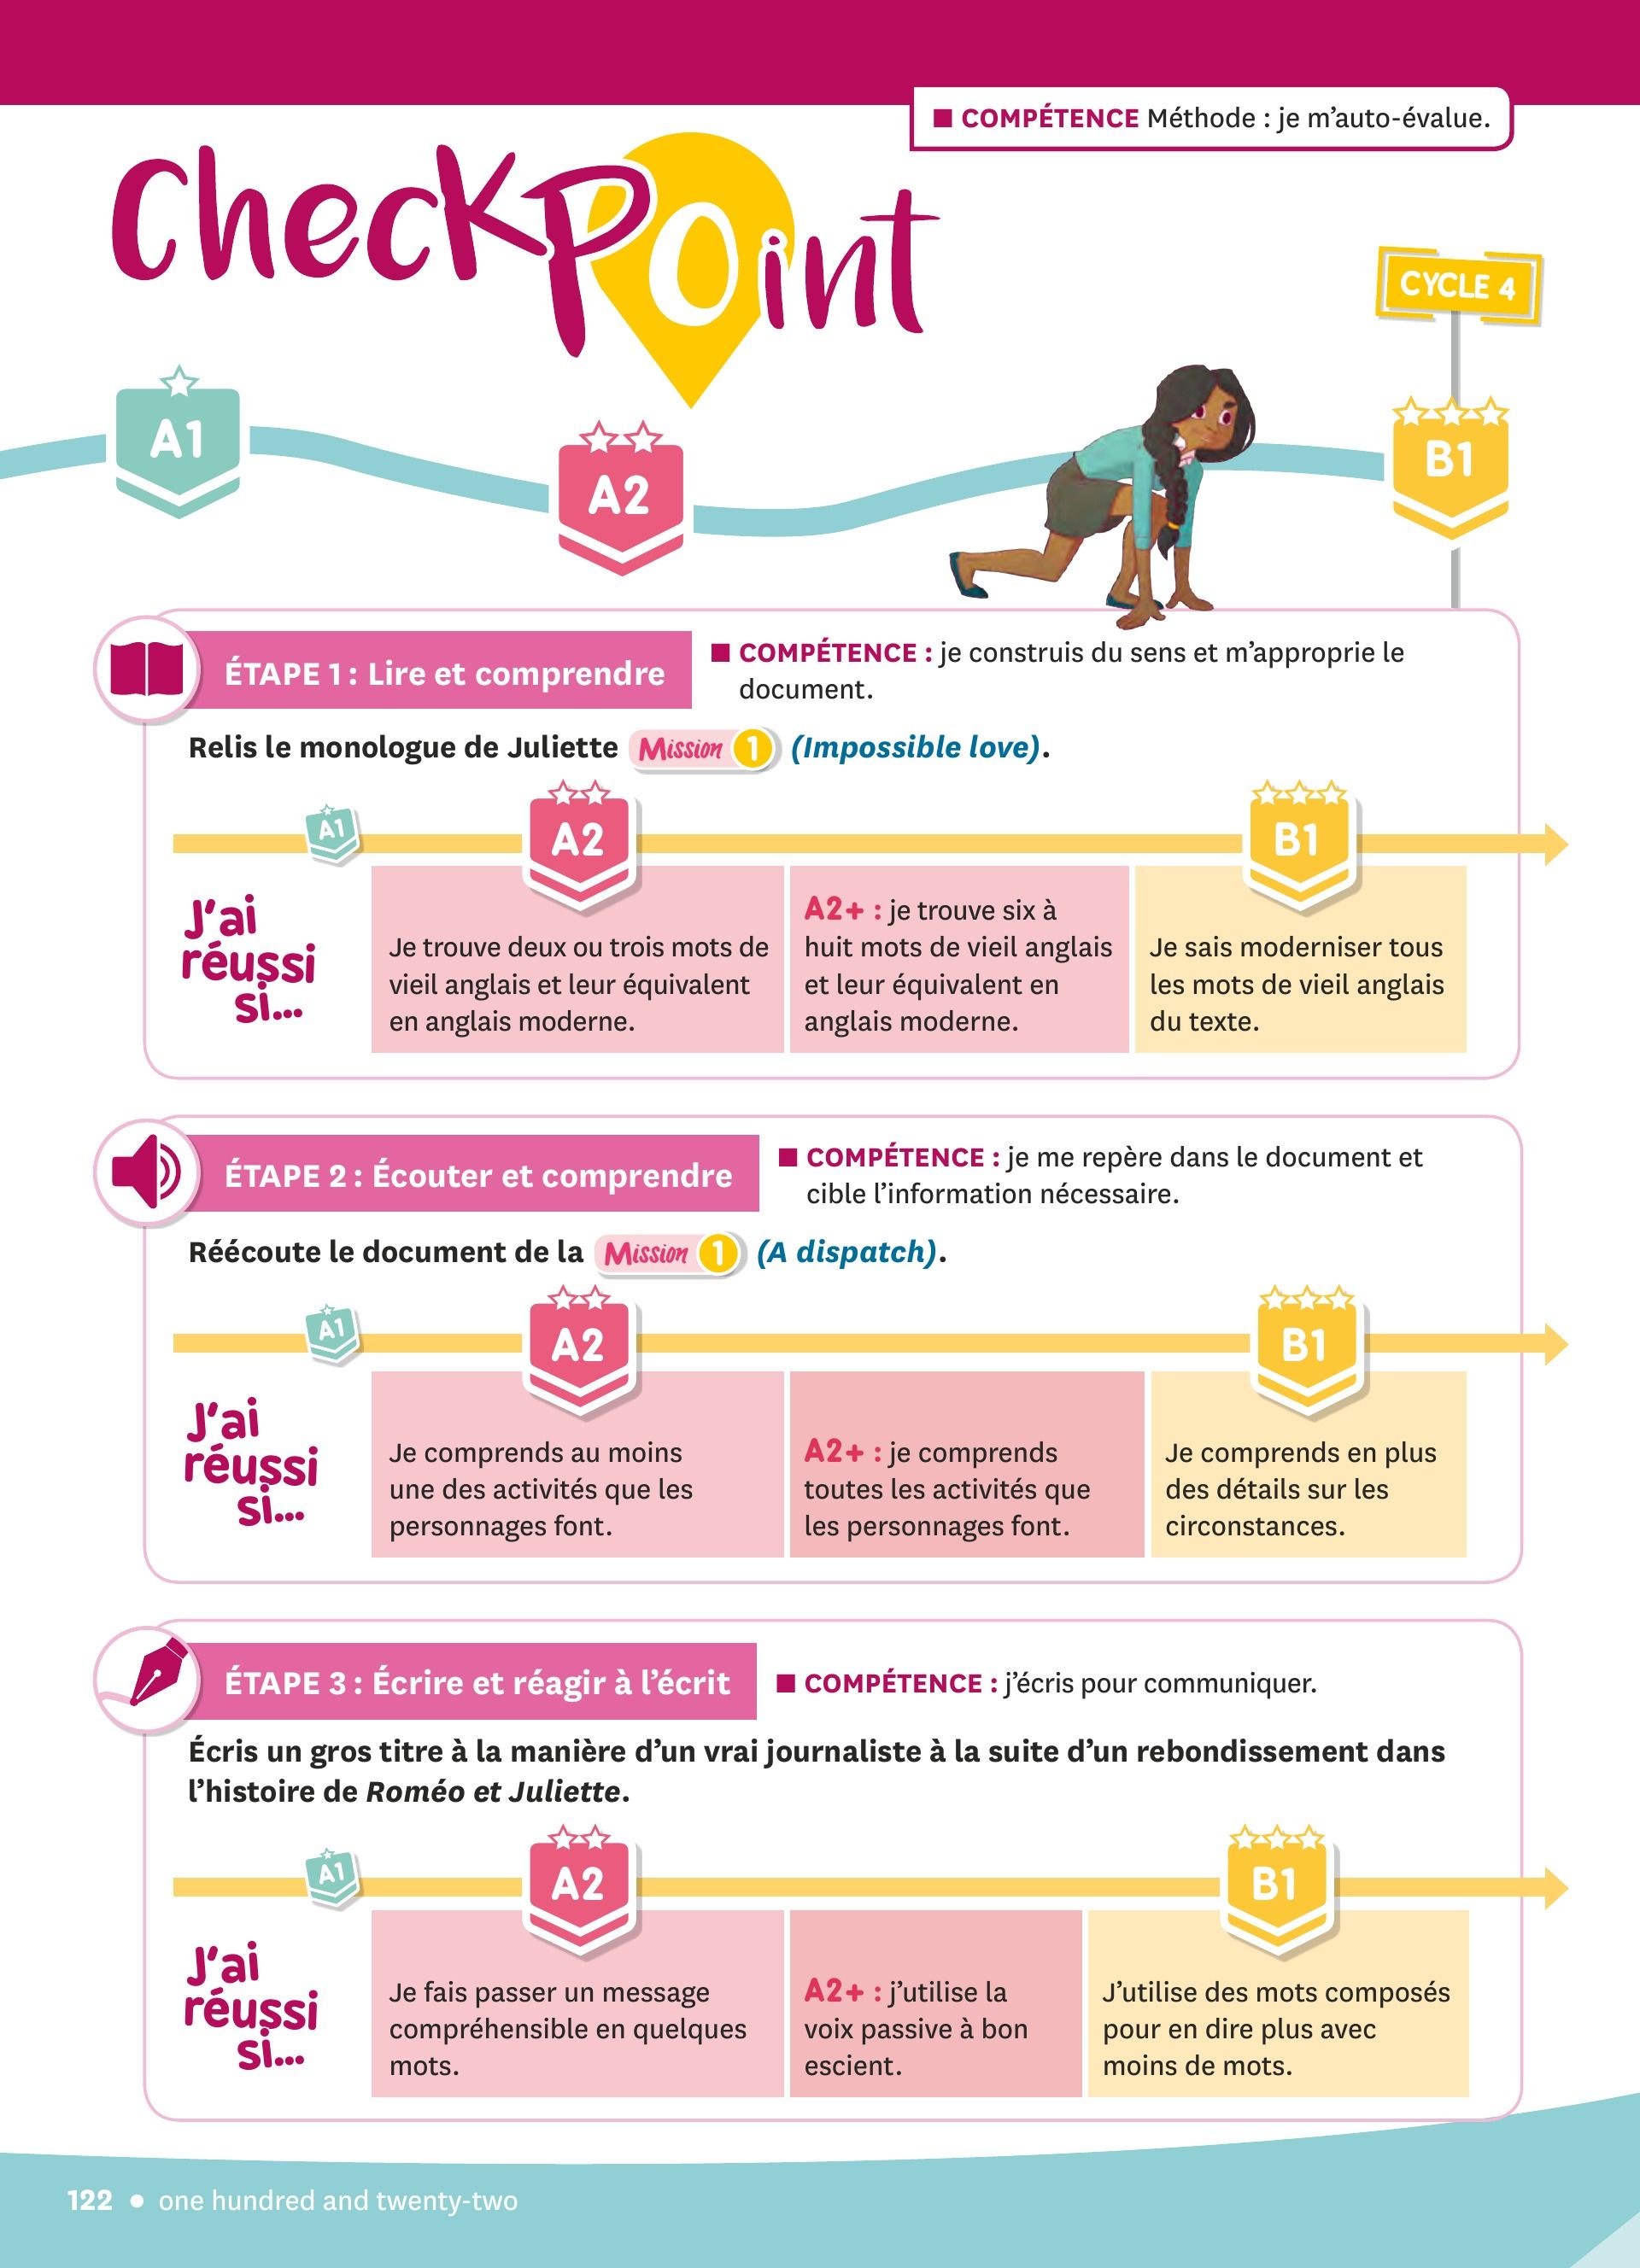 ■ COMPÉTENCE Méthode : je m'auto-évalue.
CheckPoint
CYCLE 4
A1
A2
B1
ÉTAPE 1 : Lire et comprendre
■ COMPÉTENCE : je construis du sens et m'approprie le
document.
Relis le monologue de Juliette Mission 1 (Impossible love).
A1
A2
B1
J'ai
réussi
si...
Je trouve deux ou trois mots de
vieil anglais et leur équivalent
en anglais moderne.
A2+ : je trouve six à
huit mots de vieil anglais
et leur équivalent en
anglais moderne.
Je sais moderniser tous
les mots de vieil anglais
du texte.
ÉTAPE 2 : Écouter et comprendre
■ COMPÉTENCE : je me repère dans le document et
cible l'information nécessaire.
Réécoute le document de la Mission 1 (A dispatch).
A1
A2
B1
J'ai
réussi
si...
Je comprends au moins
une des activités que les
personnages font.
A2+ : je comprends
toutes les activités que
les personnages font.
Je comprends en plus
des détails sur les
circonstances.
ÉTAPE 3 : Écrire et réagir à l'écrit
■ COMPÉTENCE : j'écris pour communiquer.
Écris un gros titre à la manière d'un vrai journaliste à la suite d'un rebondissement dans
l'histoire de Roméo et Juliette.
A1
A2
B1
J'ai
réussi
si...
Je fais passer un message
compréhensible en quelques
mots.
A2+ : j'utilise la
voix passive à bon
escient.
J'utilise des mots composés
pour en dire plus avec
moins de mots.
122 • one hundred and twenty-two